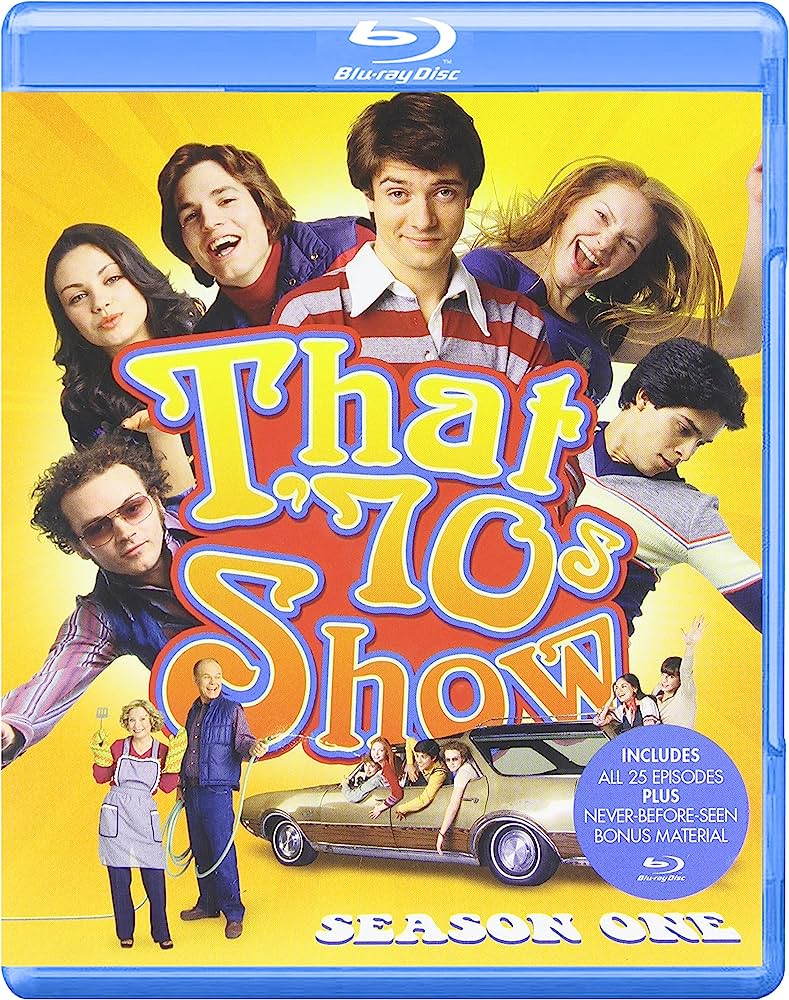 Blu-ray Disc™
That
'70s
Show
INCLUDES
ALL 25 EPISODES
PLUS
NEVER-BEFORE-SEEN
BONUS MATERIAL
Blu-ray Disc
SEASON ONE